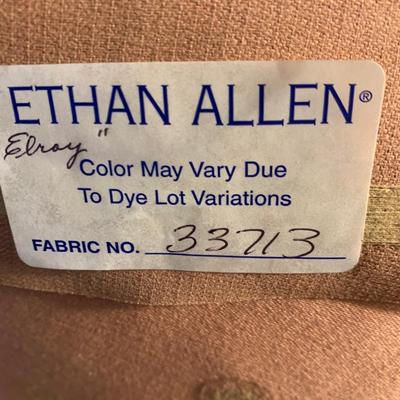 ETHAN ALLEN®
Elroy"
Color May Vary Due
To Dye Lot Variations
FABRIC NO. 33713